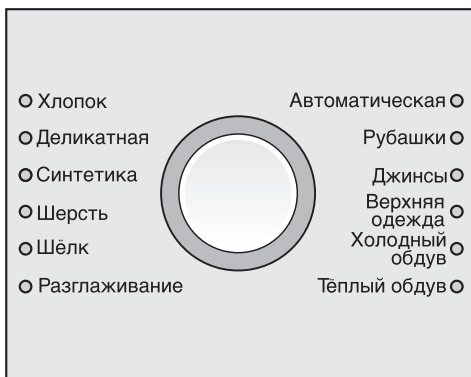 Хлопок
Деликатная
Синтетика
Шерсть
Шёлк
Разглаживание
Автоматическая
Рубашки
Джинсы
Верхняя
одежда
Холодный
обдув
Тёплый обдув